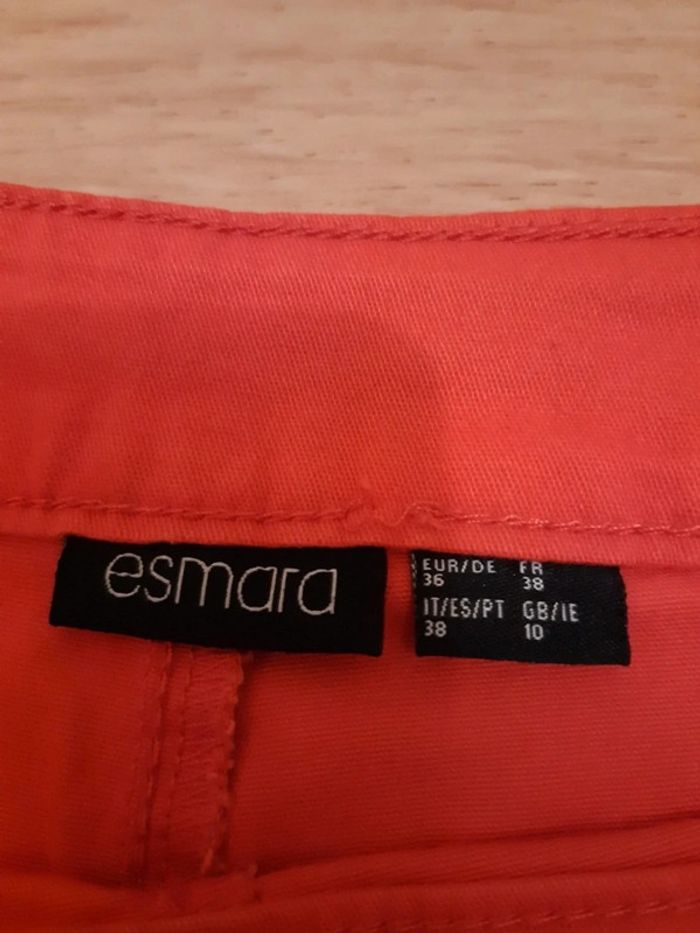 esmara
EUR/DE FR
36 38
IT/ES/PT GB/IE
38 10